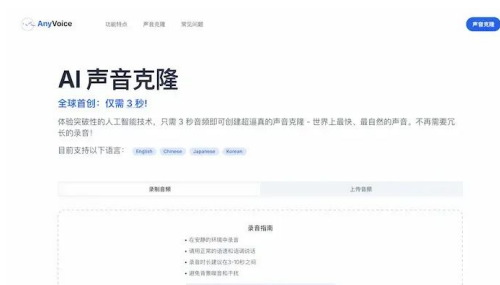 AnyVoice
功能特点 声音克隆 常见问题
声音克隆
AI 声音克隆
全球首创：仅需 3 秒!
体验突破性的人工智能技术，只需 3 秒音频即可创建超逼真的声音克隆 - 世界上最快、最自然的声音。不再需要冗
长的录音！
目前支持以下语言： English Chinese Japanese Korean
录制音频 上传音频
录音指南
• 在安静的环境中录音
• 请用正常的语速和语调说话
• 录音时长建议在3-10秒之间
• 避免背景噪音和干扰